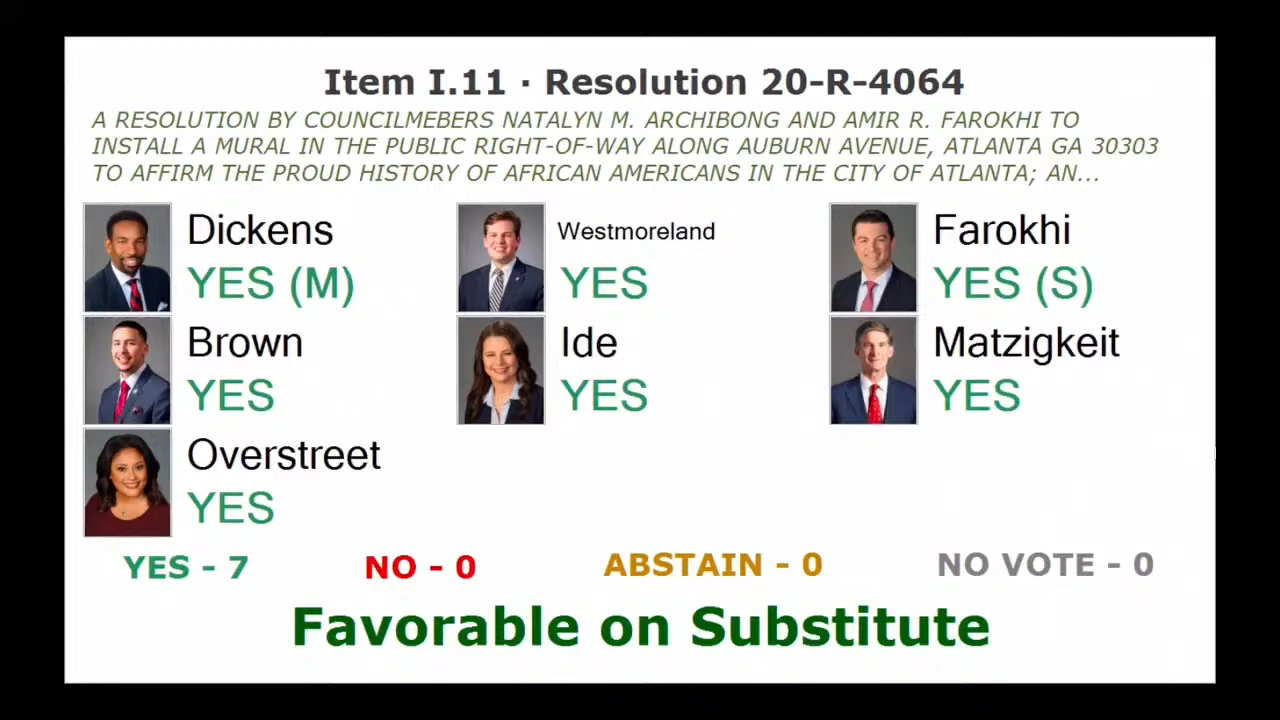 Item I.11 · Resolution 20-R-4064
A RESOLUTION BY COUNCILMEBERS NATALYN M. ARCHIBONG AND AMIR R. FAROKHI TO
INSTALL A MURAL IN THE PUBLIC RIGHT-OF-WAY ALONG AUBURN AVENUE, ATLANTA GA 30303
TO AFFIRM THE PROUD HISTORY OF AFRICAN AMERICANS IN THE CITY OF ATLANTA; AN...
Dickens
YES (M)
Westmoreland
YES
Farokhi
YES (S)
Brown
YES
Ide
YES
Matzigkeit
YES
Overstreet
YES
YES - 7
NO - 0
ABSTAIN - 0
NO VOTE - 0
Favorable on Substitute